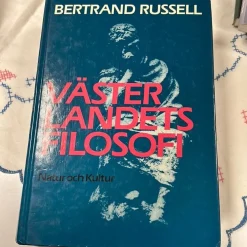 BERTRAND RUSSELL
VÄSTER
LANDETS
FILOSOFI
Natur och Kultur